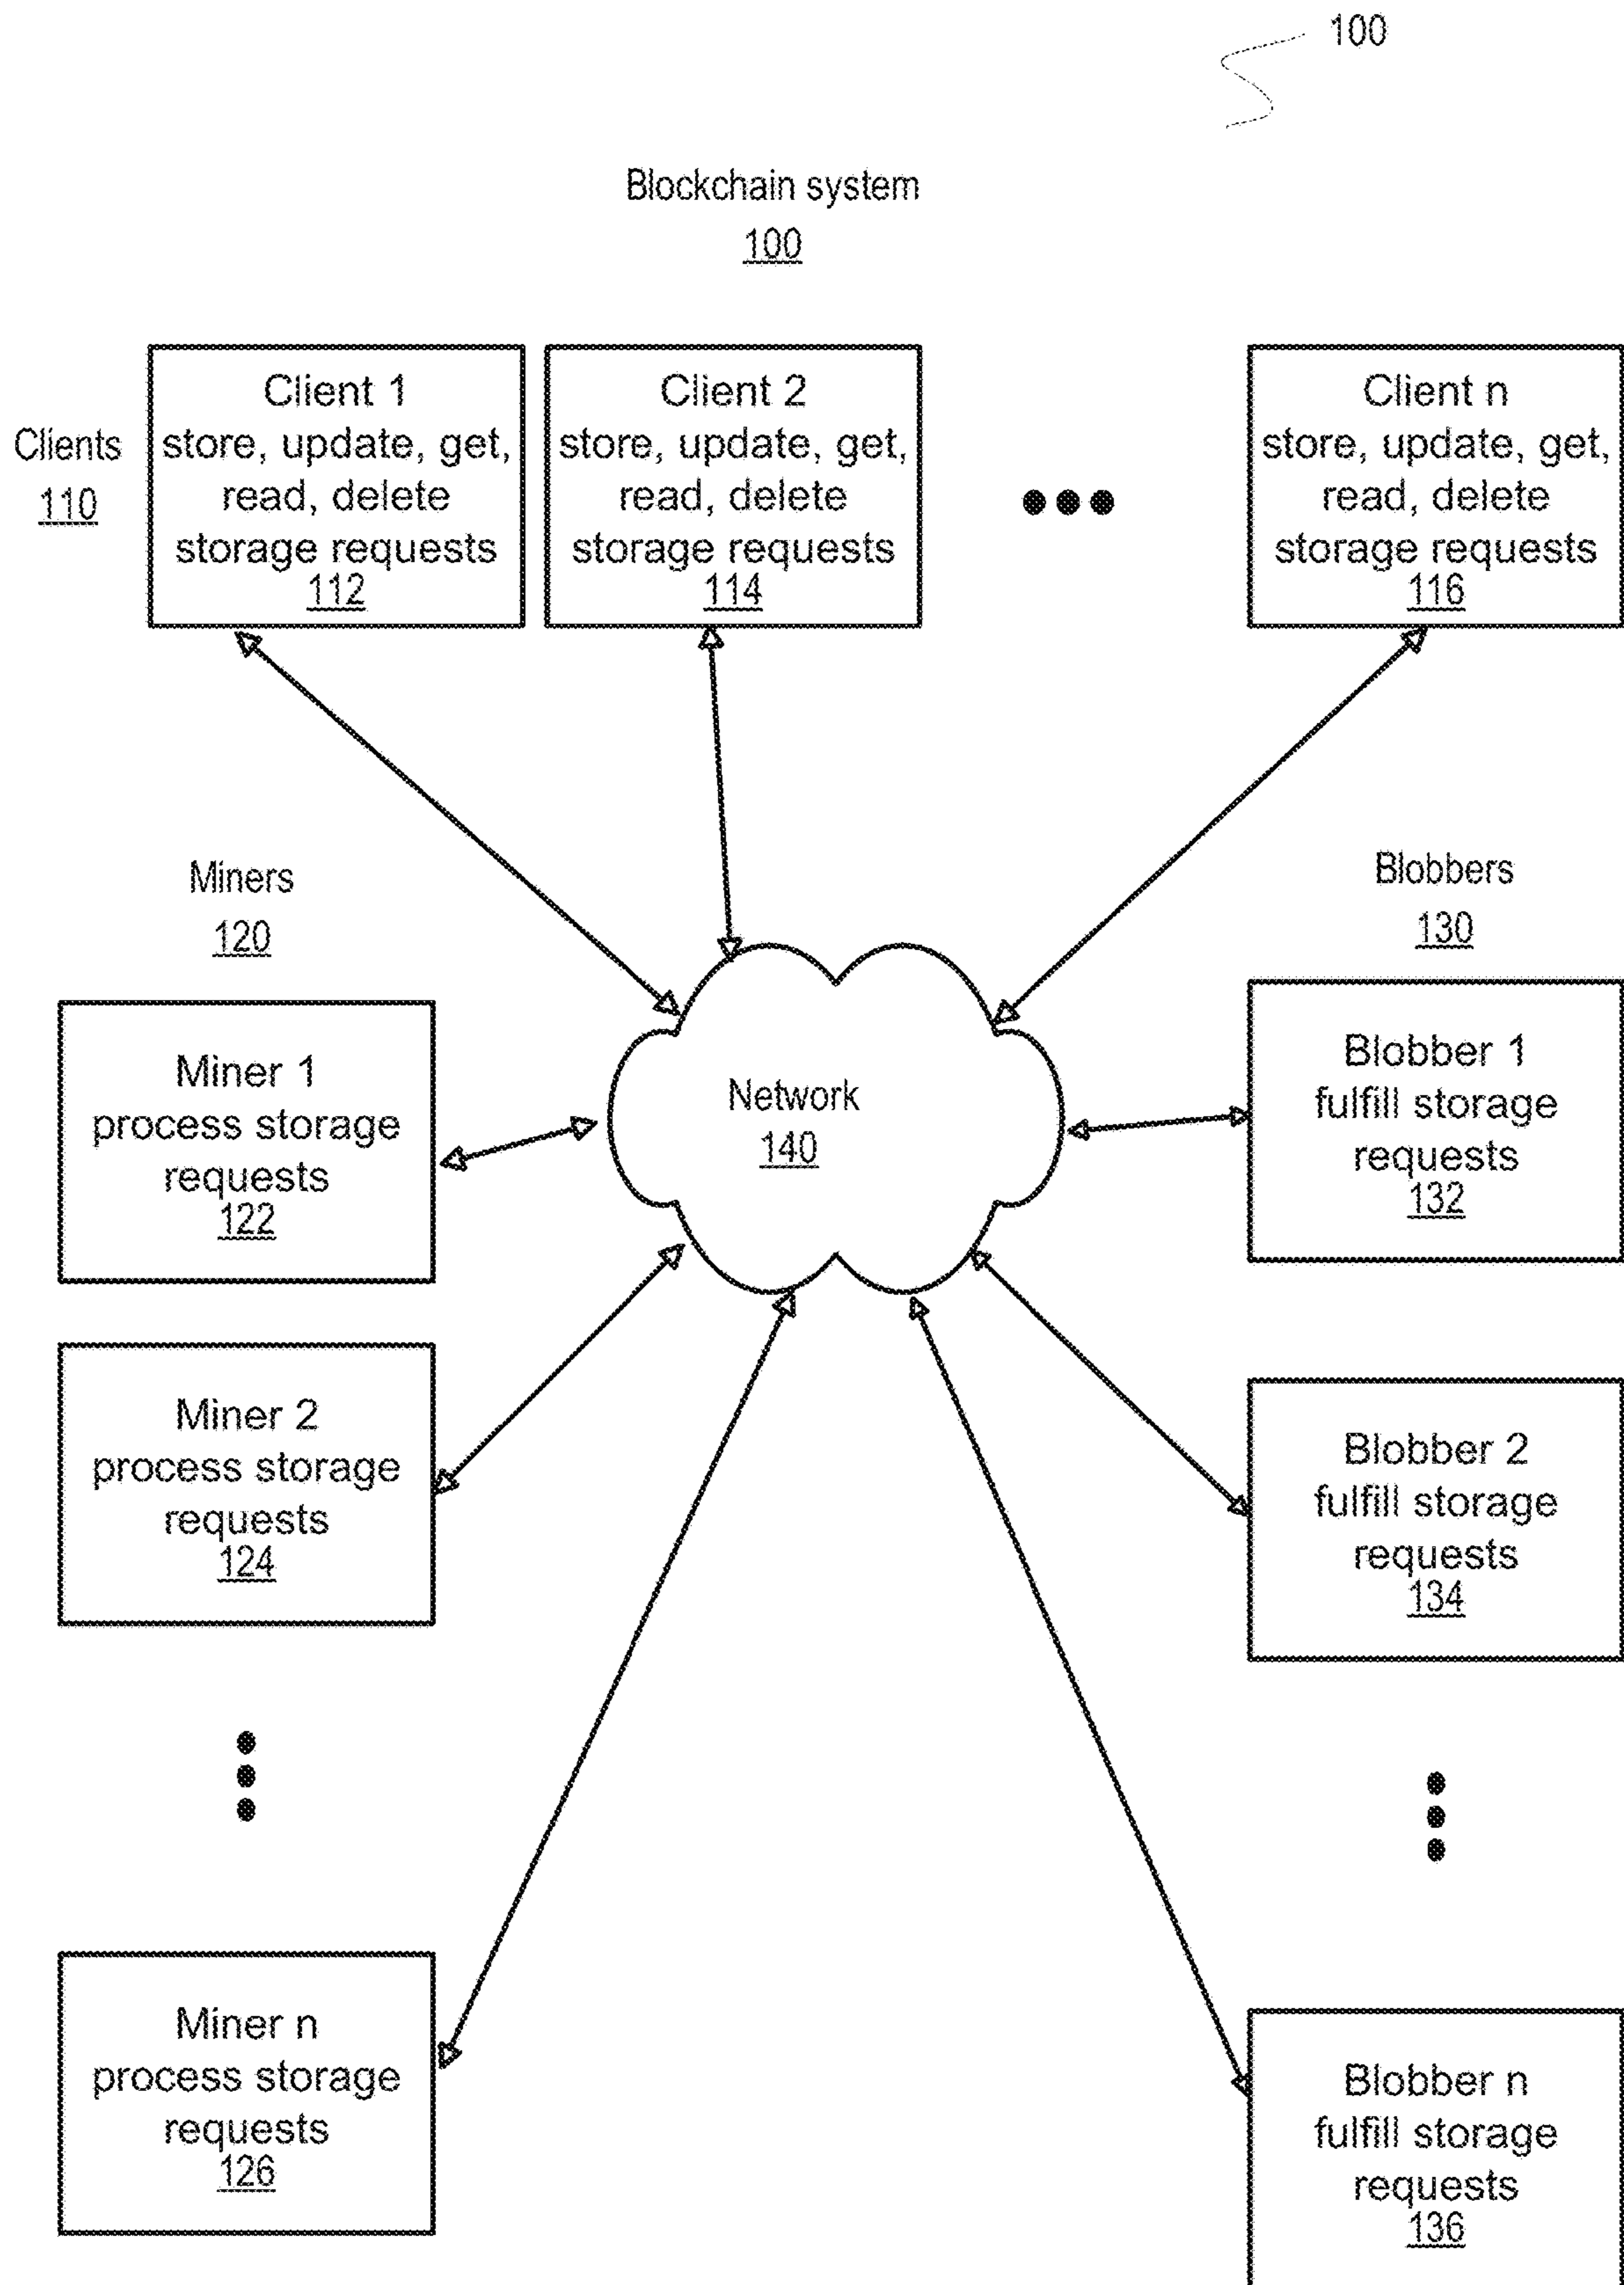 100
Blockchain system
100
Clients
110
Client 1
store, update, get,
read, delete
storage requests
112
Client 2
store, update, get,
read, delete
storage requests
114
Client n
store, update, get,
read, delete
storage requests
116
Miners
120
Blobbers
130
Miner 1
process storage
requests
122
Network
140
Blobber 1
fulfill storage
requests
132
Miner 2
process storage
requests
124
Blobber 2
fulfill storage
requests
134
Miner n
process storage
requests
126
Blobber n
fulfill storage
requests
136